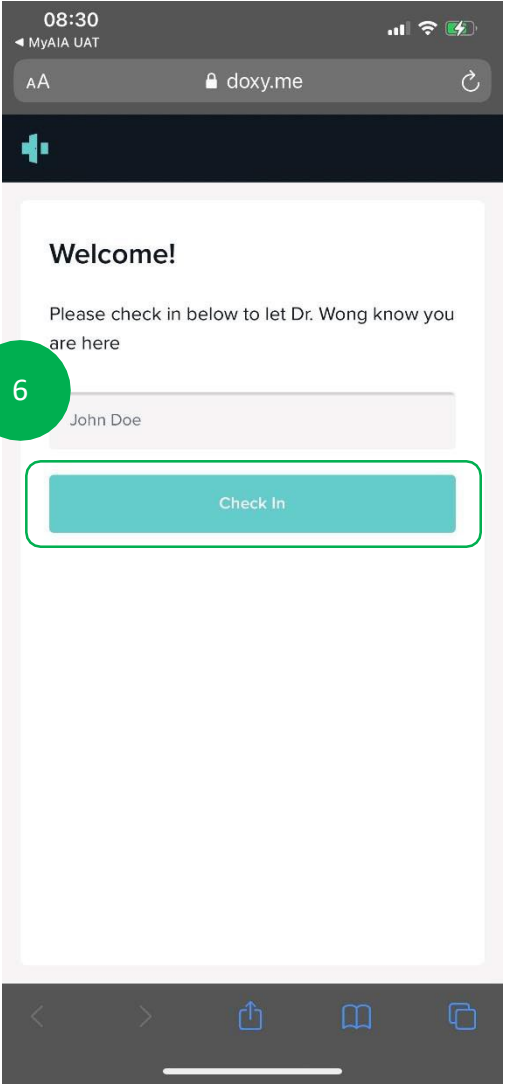 08:30
◀ MyAIA UAT
AA
doxy.me
Welcome!
Please check in below to let Dr. Wong know you
are here
6
John Doe
Check In